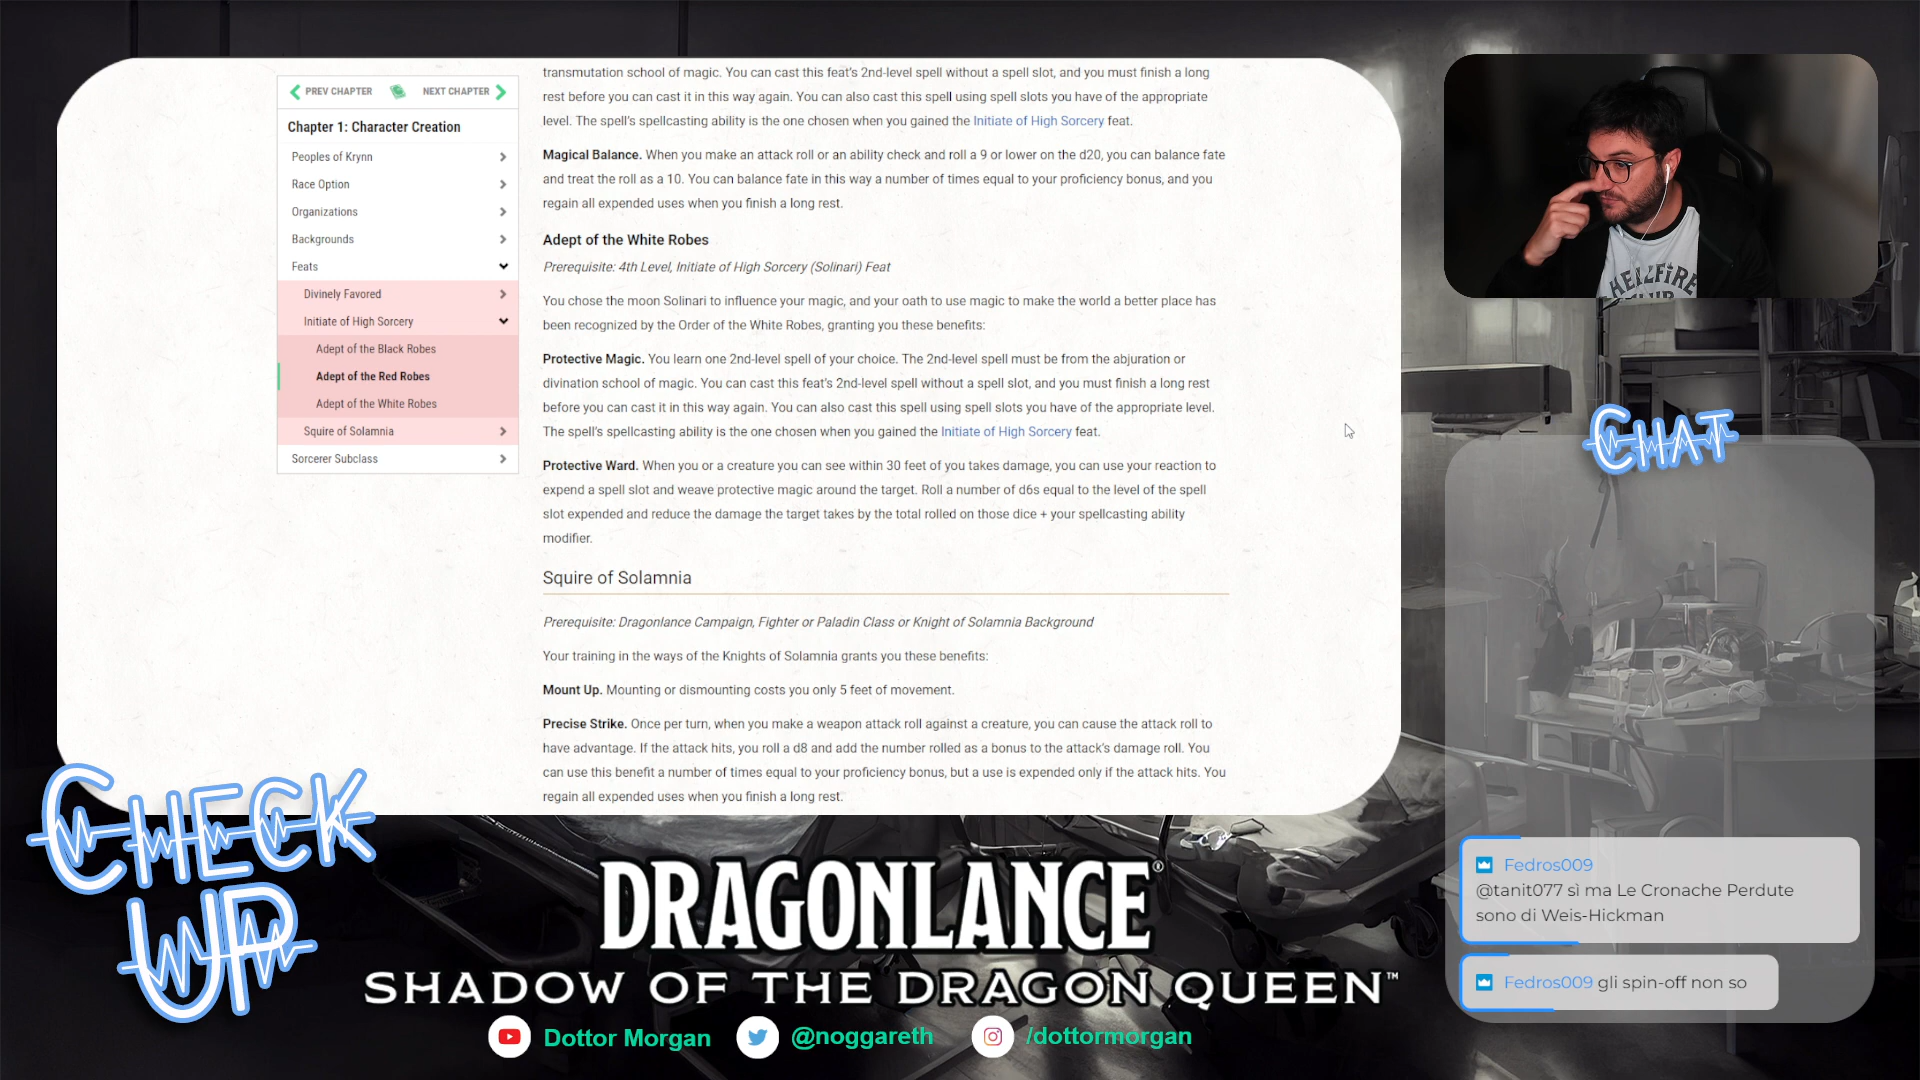 PREV CHAPTER
NEXT CHAPTER
Chapter 1: Character Creation
Peoples of Krynn
Race Option
Organizations
Backgrounds
Feats
Divinely Favored
Initiate of High Sorcery
Adept of the Black Robes
Adept of the Red Robes
Adept of the White Robes
Squire of Solamnia
Sorcerer Subclass
transmutation school of magic. You can cast this feat's 2nd-level spell without a spell slot, and you must finish a long
rest before you can cast it in this way again. You can also cast this spell using spell slots you have of the appropriate
level. The spell's spellcasting ability is the one chosen when you gained the Initiate of High Sorcery feat.
Magical Balance. When you make an attack roll or an ability check and roll a 9 or lower on the d20, you can balance fate
and treat the roll as a 10. You can balance fate in this way a number of times equal to your proficiency bonus, and you
regain all expended uses when you finish a long rest.
Adept of the White Robes
Prerequisite: 4th Level, Initiate of High Sorcery (Solinari) Feat
You chose the moon Solinari to influence your magic, and your oath to use magic to make the world a better place has
been recognized by the Order of the White Robes, granting you these benefits:
Protective Magic. You learn one 2nd-level spell of your choice. The 2nd-level spell must be from the abjuration or
divination school of magic. You can cast this feat's 2nd-level spell without a spell slot, and you must finish a long rest
before you can cast it in this way again. You can also cast this spell using spell slots you have of the appropriate level.
The spell's spellcasting ability is the one chosen when you gained the Initiate of High Sorcery feat.
Protective Ward. When you or a creature you can see within 30 feet of you takes damage, you can use your reaction to
expend a spell slot and weave protective magic around the target. Roll a number of d6s equal to the level of the spell
slot expended and reduce the damage the target takes by the total rolled on those dice + your spellcasting ability
modifier.
Squire of Solamnia
Prerequisite: Dragonlance Campaign, Fighter or Paladin Class or Knight of Solamnia Background
Your training in the ways of the Knights of Solamnia grants you these benefits:
Mount Up. Mounting or dismounting costs you only 5 feet of movement.
Precise Strike. Once per turn, when you make a weapon attack roll against a creature, you can cause the attack roll to
have advantage. If the attack hits, you roll a d8 and add the number rolled as a bonus to the attack's damage roll. You
can use this benefit a number of times equal to your proficiency bonus, but a use is expended only if the attack hits. You
regain all expended uses when you finish a long rest.
HELLFIRE
CLUB
CHAT
Fedros009
@tanit077 sì ma Le Cronache Perdute
sono di Weis-Hickman
Fedros009 gli spin-off non so
CHECK
UP
DRAGONLANCE®
SHADOW OF THE DRAGON QUEEN™
Dottor Morgan
@noggareth
/dottormorgan